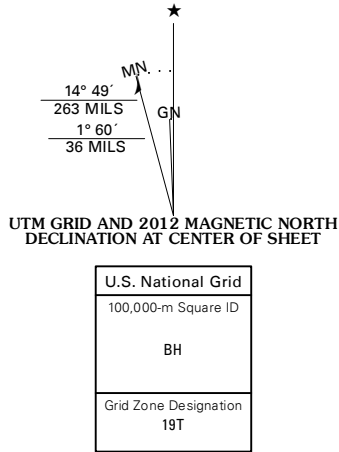 ★
MN
14° 49´
263 MILS
GN
1° 60´
36 MILS
UTM GRID AND 2012 MAGNETIC NORTH
DECLINATION AT CENTER OF SHEET
U.S. National Grid
100,000-m Square ID
BH
Grid Zone Designation
19T